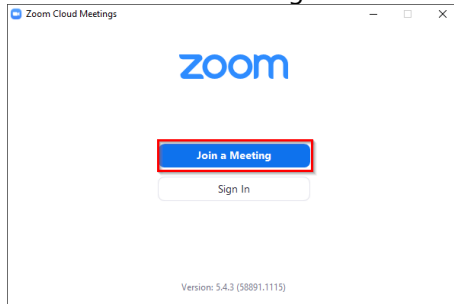 Zoom Cloud Meetings
zoom
Join a Meeting
Sign In
Version: 5.4.3 (58891.1115)